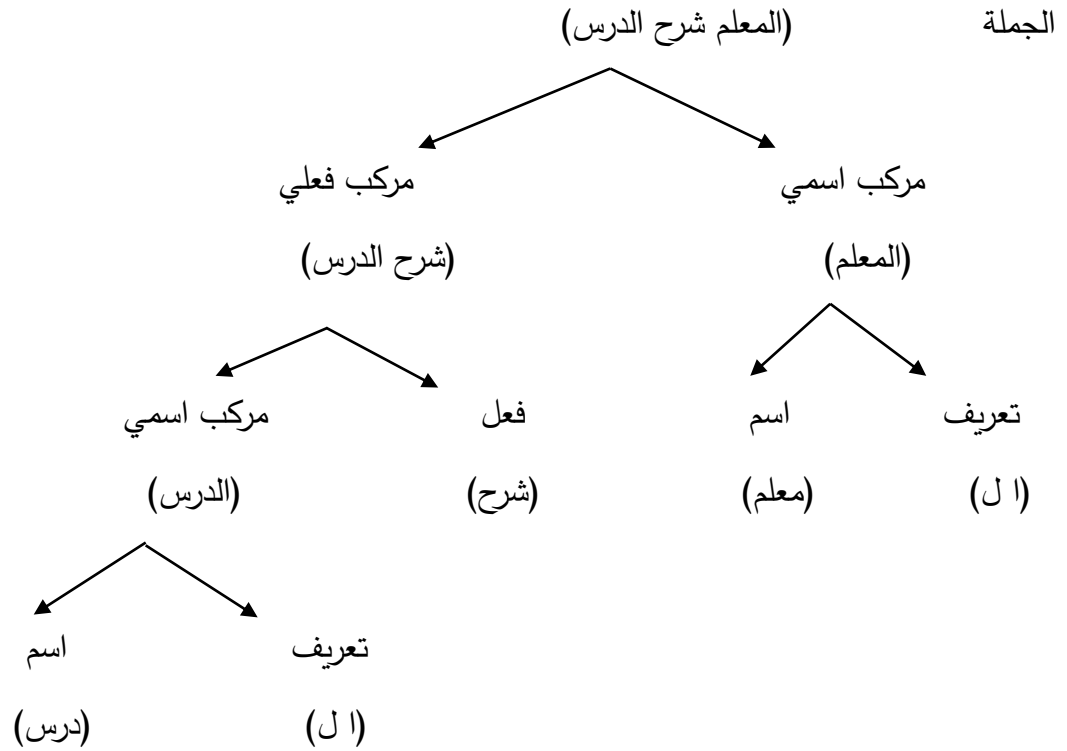 الجملة (المعلم شرح الدرس)
مركب اسمي مركب فعلي
(المعلم) (شرح الدرس)
تعريف اسم فعل مركب اسمي
(ا ل) (معلم) (شرح) (الدرس)
تعريف اسم
(ا ل) (درس)